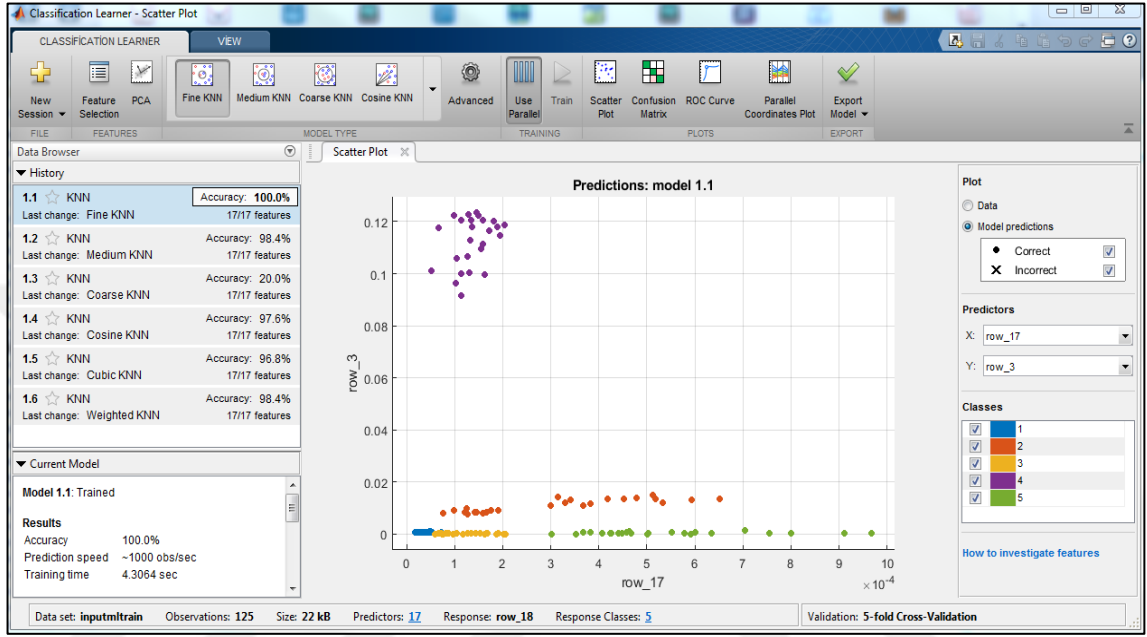 Classification Learner - Scatter Plot
CLASSIFICATION LEARNER
VIEW
New Session
Feature Selection
PCA
Fine KNN
Medium KNN
Coarse KNN
Cosine KNN
Advanced
Use Parallel
Train
Scatter Plot
Confusion Matrix
ROC Curve
Parallel Coordinates Plot
Export Model
FILE
FEATURES
MODEL TYPE
TRAINING
PLOTS
EXPORT
Data Browser
History
1.1 KNN Accuracy: 100.0%
Last change: Fine KNN 17/17 features
1.2 KNN Accuracy: 98.4%
Last change: Medium KNN 17/17 features
1.3 KNN Accuracy: 20.0%
Last change: Coarse KNN 17/17 features
1.4 KNN Accuracy: 97.6%
Last change: Cosine KNN 17/17 features
1.5 KNN Accuracy: 96.8%
Last change: Cubic KNN 17/17 features
1.6 KNN Accuracy: 98.4%
Last change: Weighted KNN 17/17 features
Current Model
Model 1.1: Trained
Results
Accuracy 100.0%
Prediction speed ~1000 obs/sec
Training time 4.3064 sec
Scatter Plot
Predictions: model 1.1
0.12
0.1
0.08
0.06
0.04
0.02
0
row_3
0 1 2 3 4 5 6 7 8 9 10
row_17
×10-4
Plot
Data
Model predictions
Correct
Incorrect
Predictors
X: row_17
Y: row_3
Classes
1
2
3
4
5
How to investigate features
Data set: inputmltrain Observations: 125 Size: 22 kB Predictors: 17 Response: row_18 Response Classes: 5 Validation: 5-fold Cross-Validation